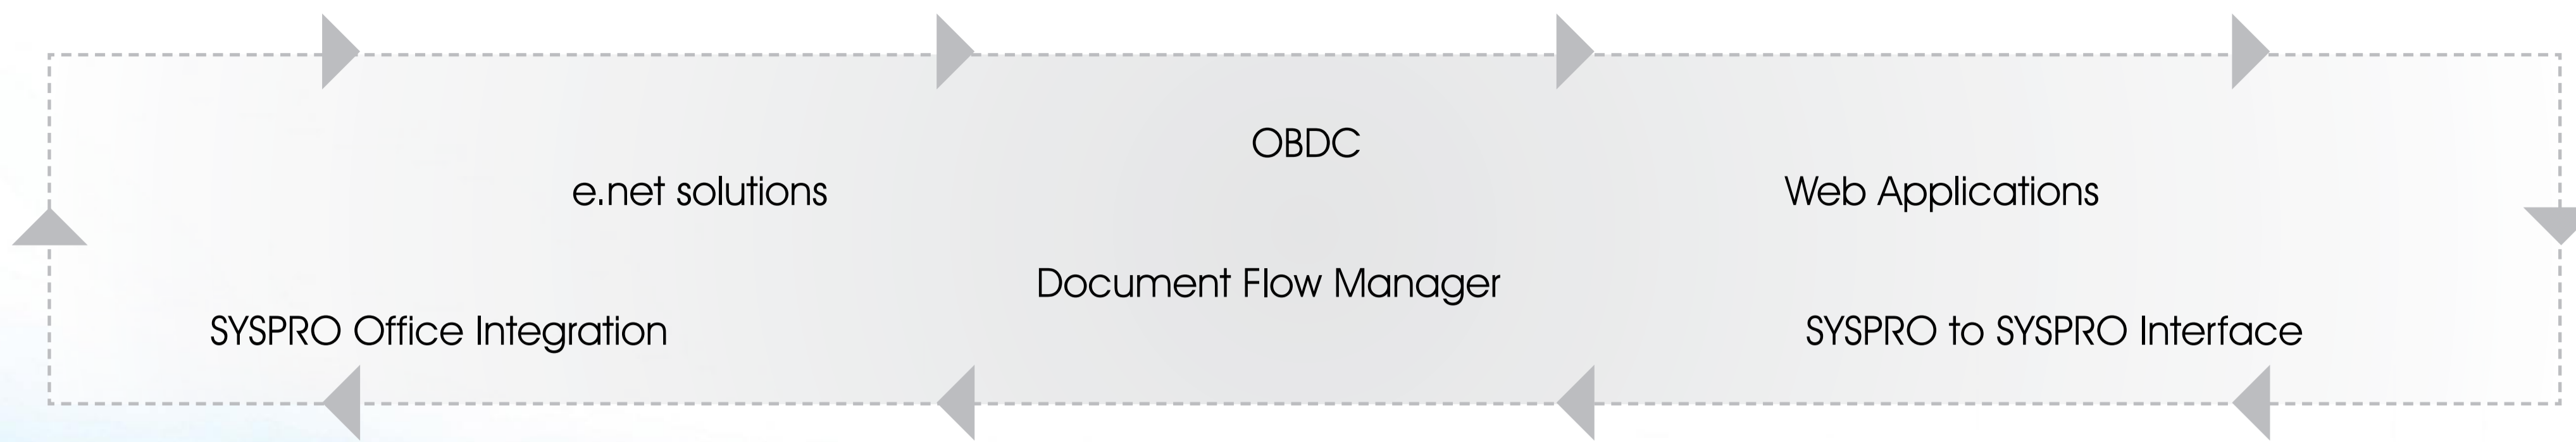 OBDC
e.net solutions
Web Applications
Document Flow Manager
SYSPRO Office Integration
SYSPRO to SYSPRO Interface